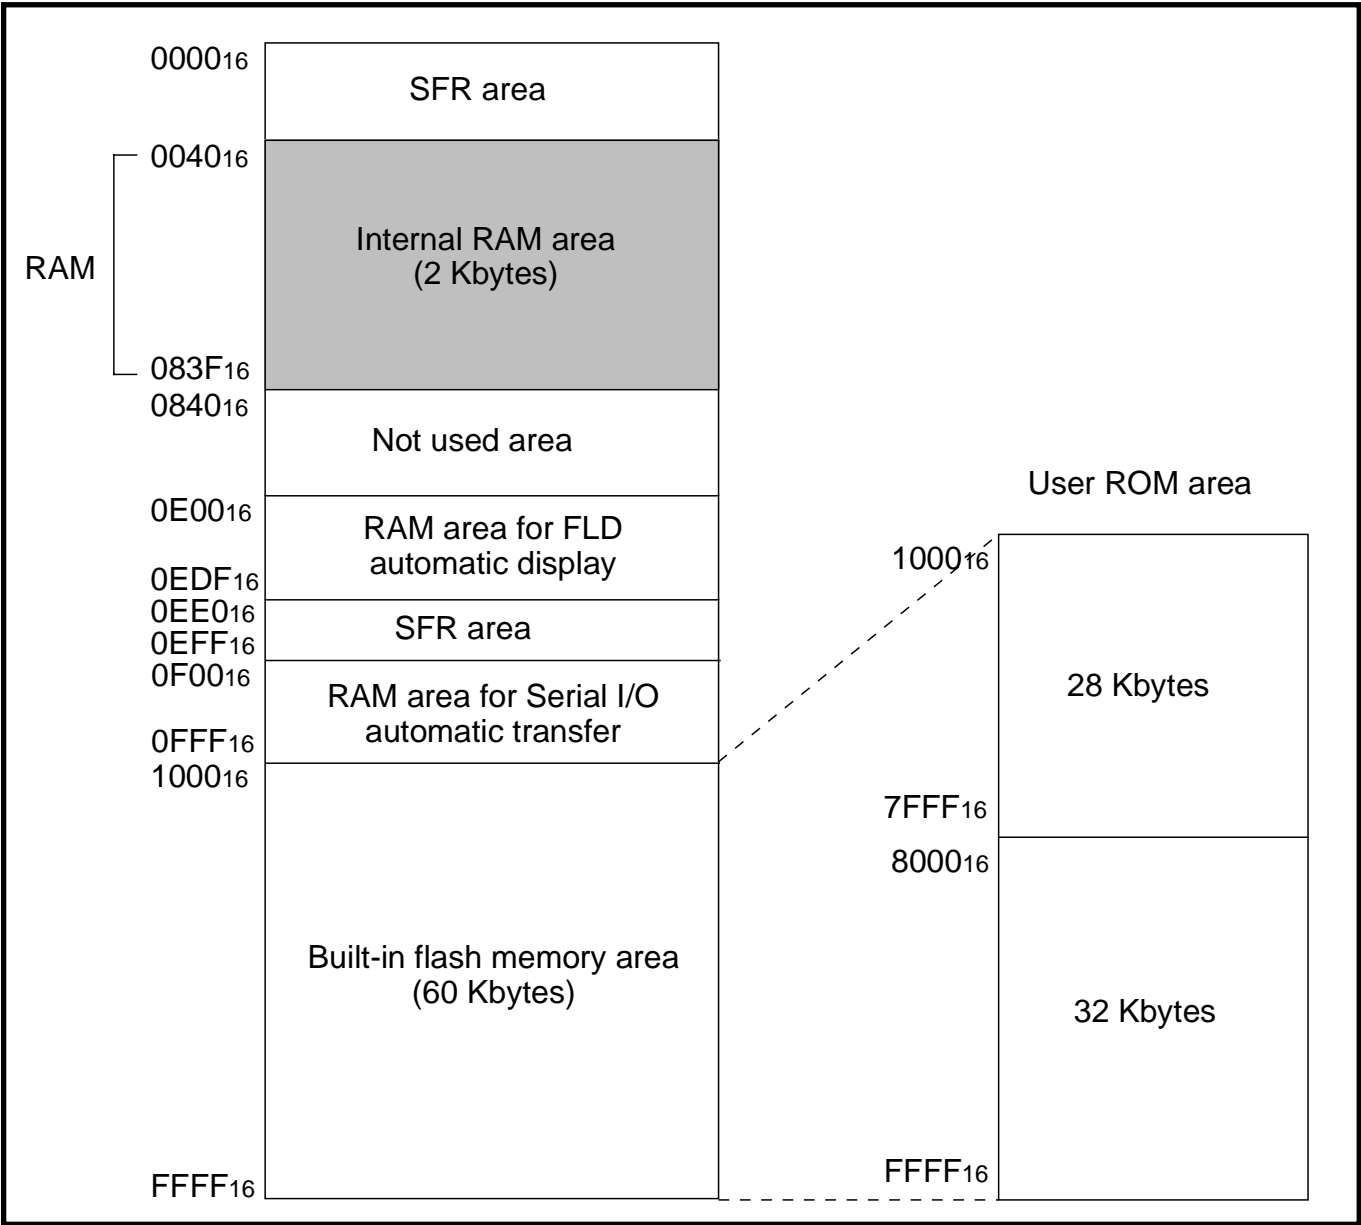 0000₁₆
SFR area
0040₁₆
Internal RAM area
(2 Kbytes)
RAM
083F₁₆
0840₁₆
Not used area
0E00₁₆
RAM area for FLD
automatic display
0EDF₁₆
0EE0₁₆
SFR area
0EFF₁₆
0F00₁₆
RAM area for Serial I/O
automatic transfer
0FFF₁₆
1000₁₆
Built-in flash memory area
(60 Kbytes)
FFFF₁₆
User ROM area
1000₁₆
28 Kbytes
7FFF₁₆
8000₁₆
32 Kbytes
FFFF₁₆